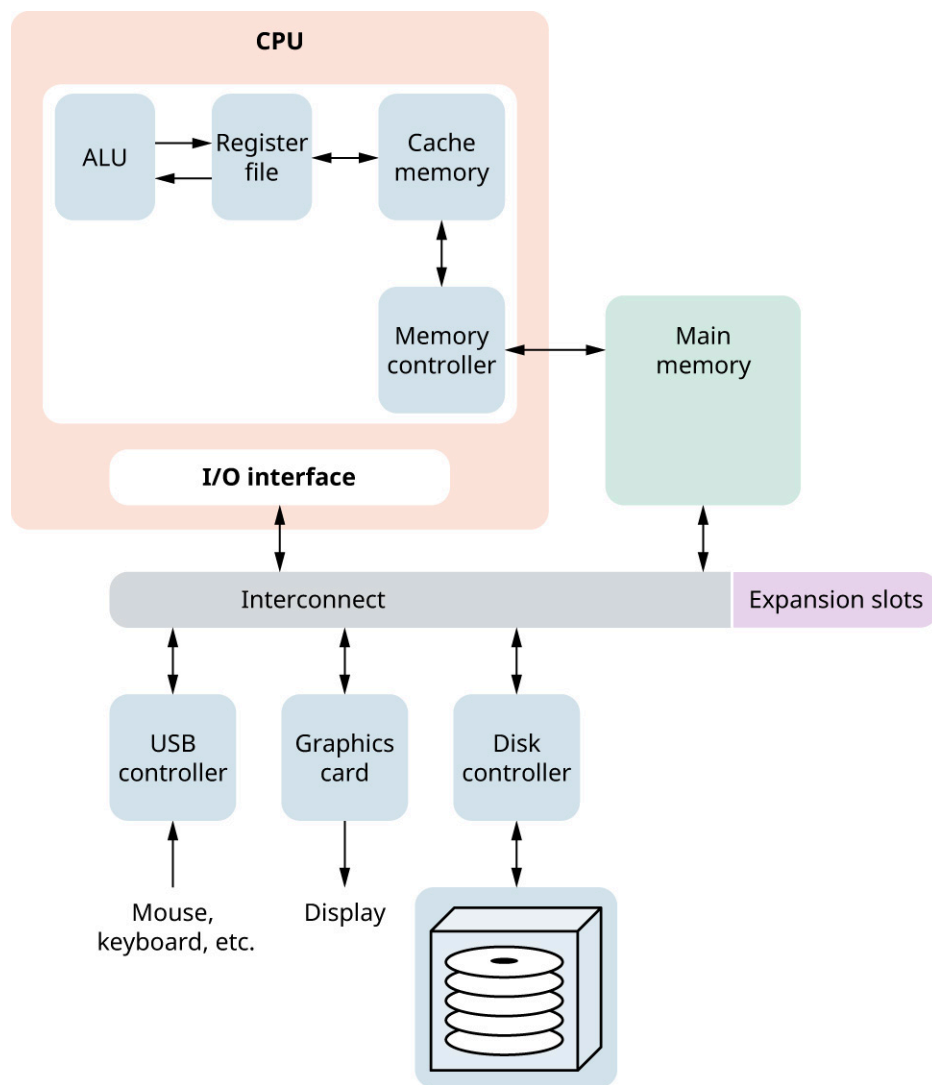 CPU
ALU
Register
file
Cache
memory
Memory
controller
Main
memory
I/O interface
Interconnect
Expansion slots
USB
controller
Graphics
card
Disk
controller
Mouse,
keyboard, etc.
Display